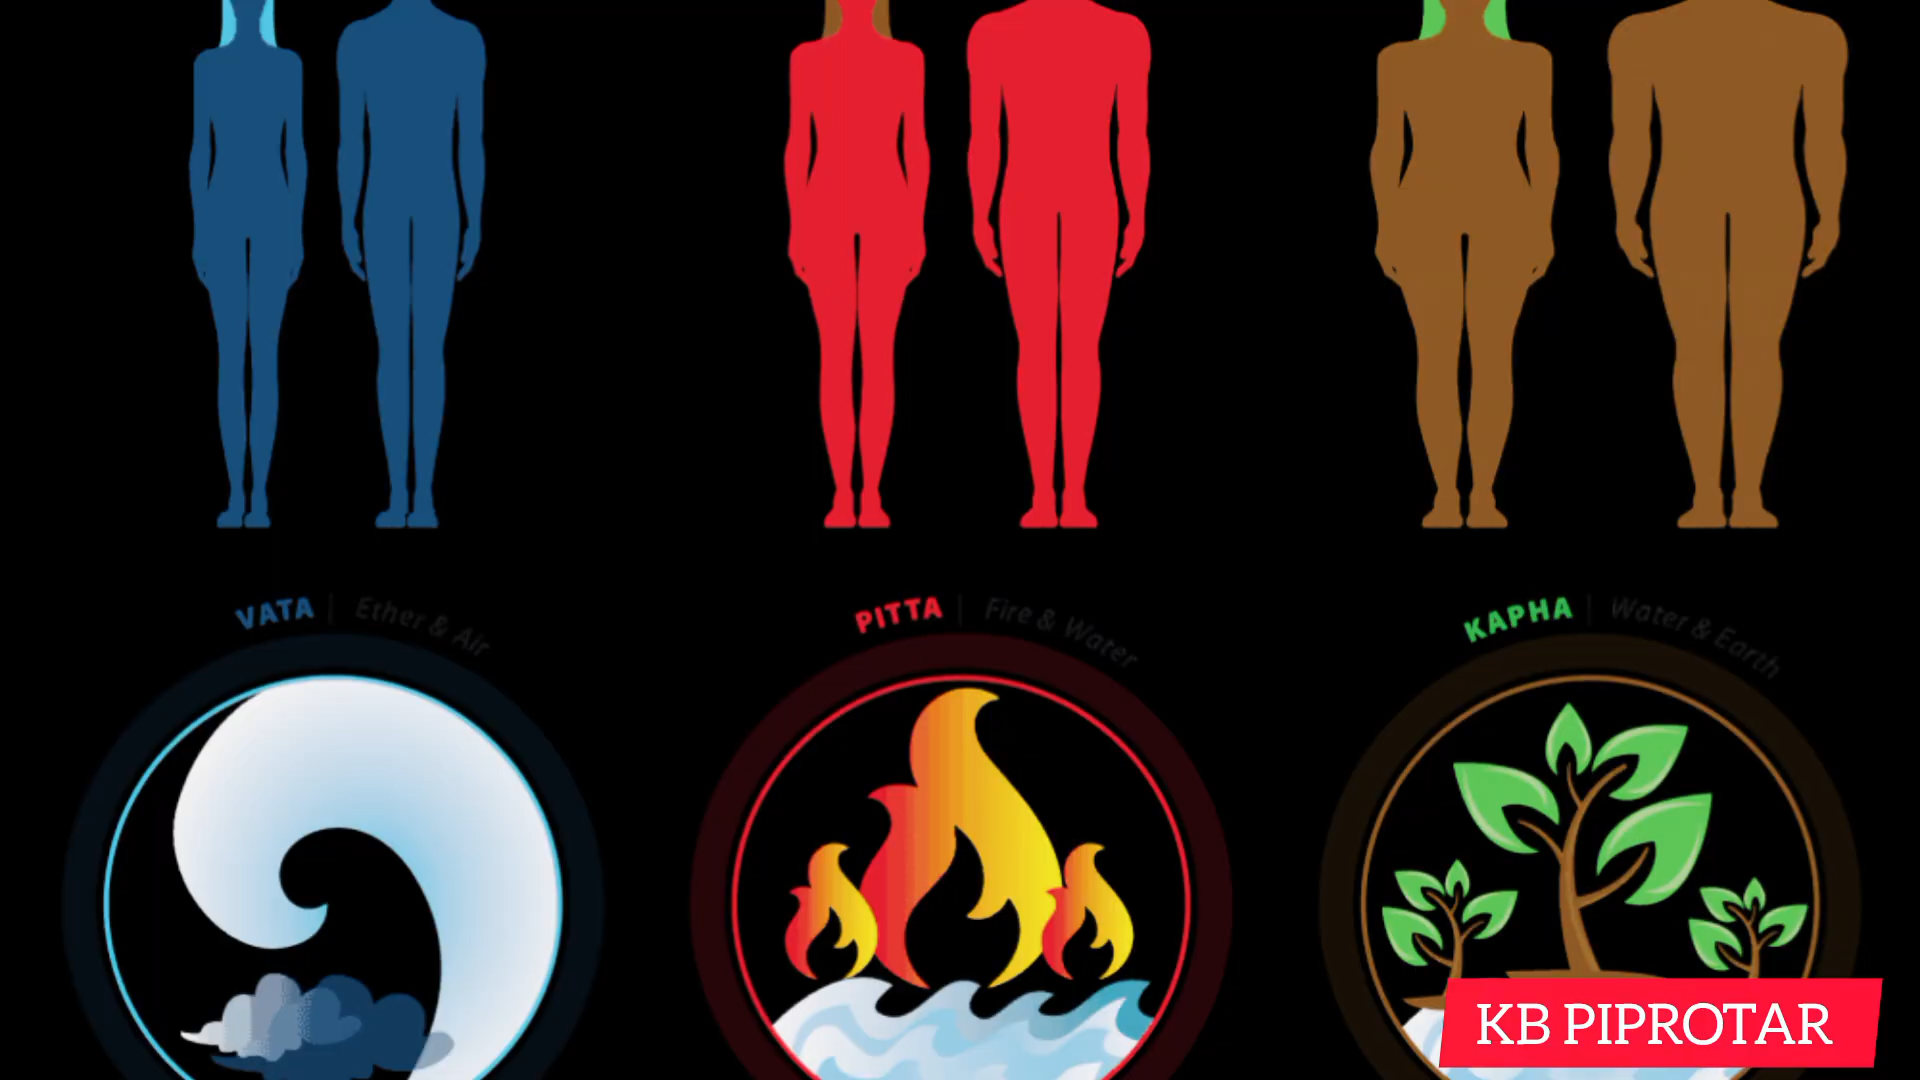 VATA | Ether & Air
PITTA | Fire & Water
KAPHA | Water & Earth
KB PIPROTAR